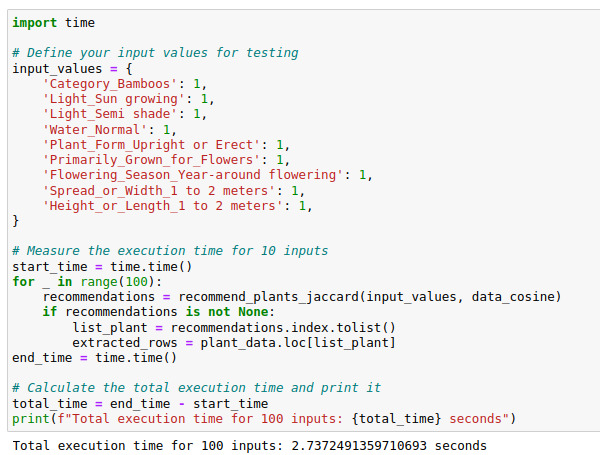 import time

# Define your input values for testing
input_values = {
    'Category_Bamboos': 1,
    'Light_Sun growing': 1,
    'Light_Semi shade': 1,
    'Water_Normal': 1,
    'Plant_Form_Upright or Erect': 1,
    'Primarily_Grown_for_Flowers': 1,
    'Flowering_Season_Year-around flowering': 1,
    'Spread_or_Width_1 to 2 meters': 1,
    'Height_or_Length_1 to 2 meters': 1,
}

# Measure the execution time for 10 inputs
start_time = time.time()
for _ in range(100):
    recommendations = recommend_plants_jaccard(input_values, data_cosine)
    if recommendations is not None:
        list_plant = recommendations.index.tolist()
        extracted_rows = plant_data.loc[list_plant]
end_time = time.time()

# Calculate the total execution time and print it
total_time = end_time - start_time
print(f"Total execution time for 100 inputs: {total_time} seconds")
Total execution time for 100 inputs: 2.7372491359710693 seconds